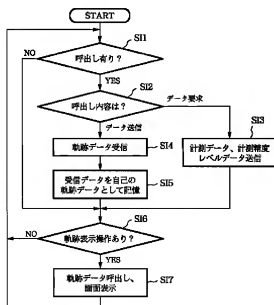 START
S11
呼出し有り?
NO
YES
S12
呼出し内容は?
データ要求
データ送信
S13
軌跡データ受信
S14
計測データ、計測精度
レベルデータ送信
受信データを自己の
軌跡データとして記憶
S15
S16
軌跡表示操作あり?
NO
YES
軌跡データ呼出し、
画面表示
S17